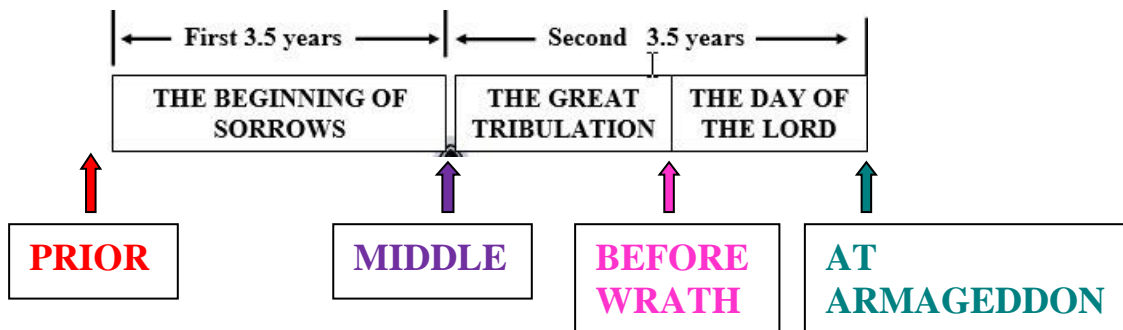 First 3.5 years
Second 3.5 years
THE BEGINNING OF
SORROWS
THE GREAT
TRIBULATION
THE DAY OF
THE LORD
PRIOR
MIDDLE
BEFORE
WRATH
AT
ARMAGEDDON